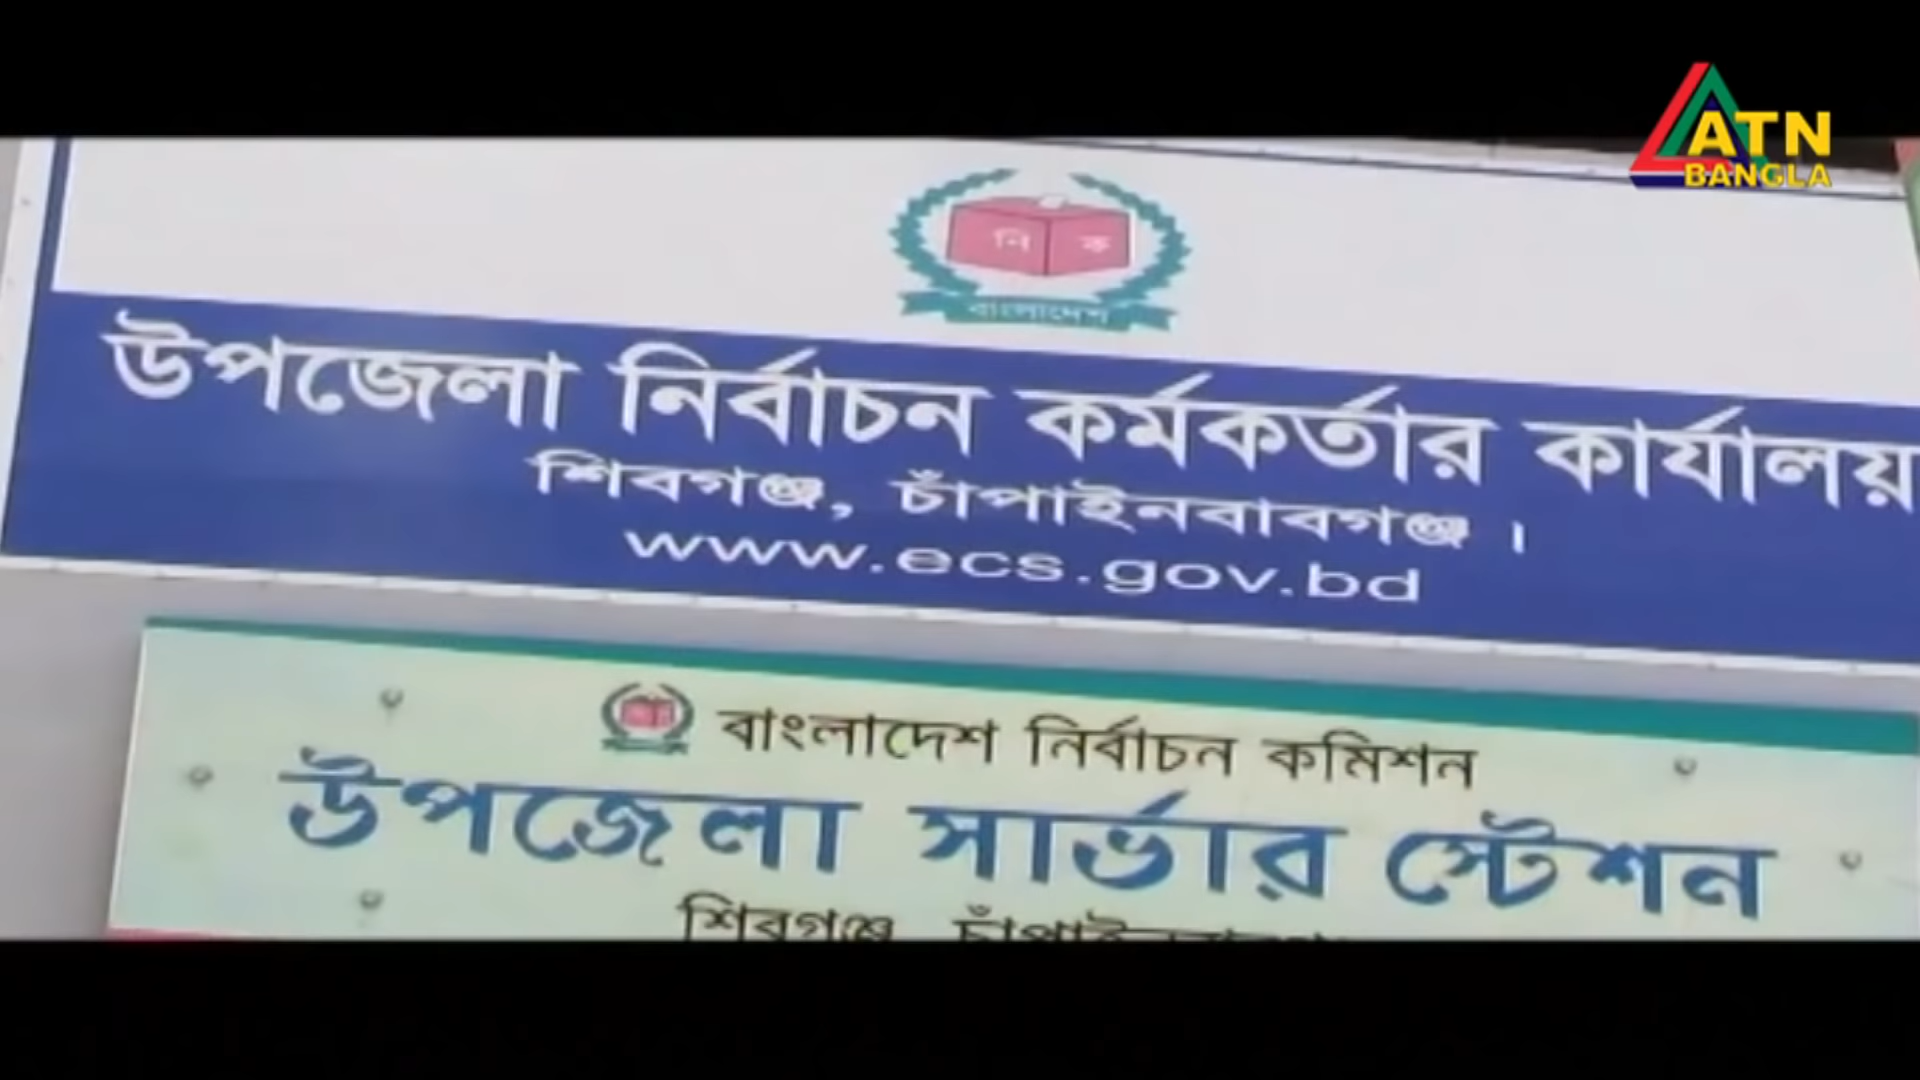 ATN
BANGLA
নি ক
বাংলাদেশ
উপজেলা নির্বাচন কর্মকর্তার কার্যালয়
শিবগঞ্জ, চাঁপাইনবাবগঞ্জ ।
www.ecs.gov.bd
বাংলাদেশ নির্বাচন কমিশন
উপজেলা সার্ভার স্টেশন
শিবগঞ্জ